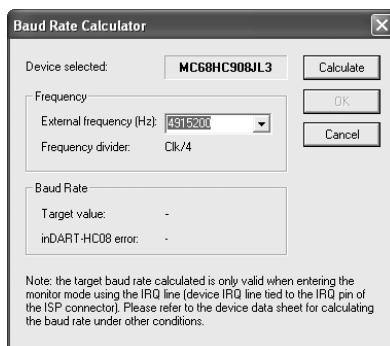 Baud Rate Calculator
Device selected: MC68HC908JL3 Calculate
Frequency OK
External frequency (Hz): 4915200 Cancel
Frequency divider: Clk/4
Baud Rate
Target value: -
inDART-HC08 error: -
Note: the target baud rate calculated is only valid when entering the
monitor mode using the IRQ line (device IRQ line tied to the IRQ pin of
the ISP connector). Please refer to the device data sheet for calculating
the baud rate under other conditions.